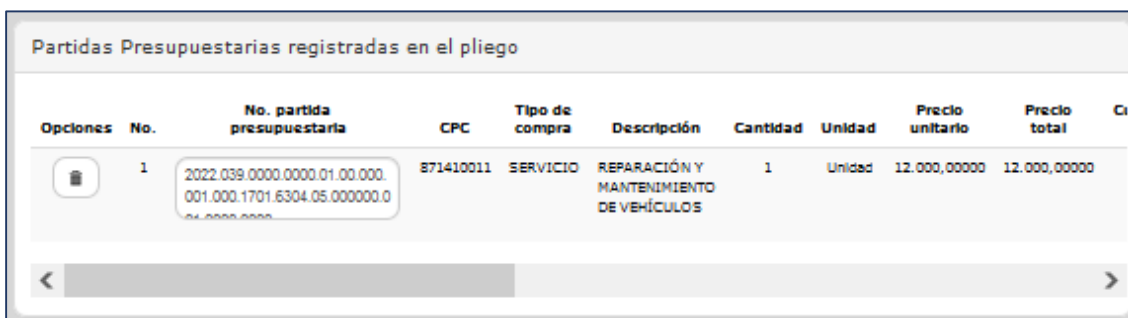 Partidas Presupuestarias registradas en el pliego
Opciones No. No. partida presupuestaria CPC Tipo de compra Descripción Cantidad Unidad Precio unitario Precio total
1 2022.039.0000.0000.01.00.000. 871410011 SERVICIO REPARACIÓN Y 1 Unidad 12.000,00000 12.000,00000
001.000.1701.6304.05.000000.0 MANTENIMIENTO
DE VEHÍCULOS